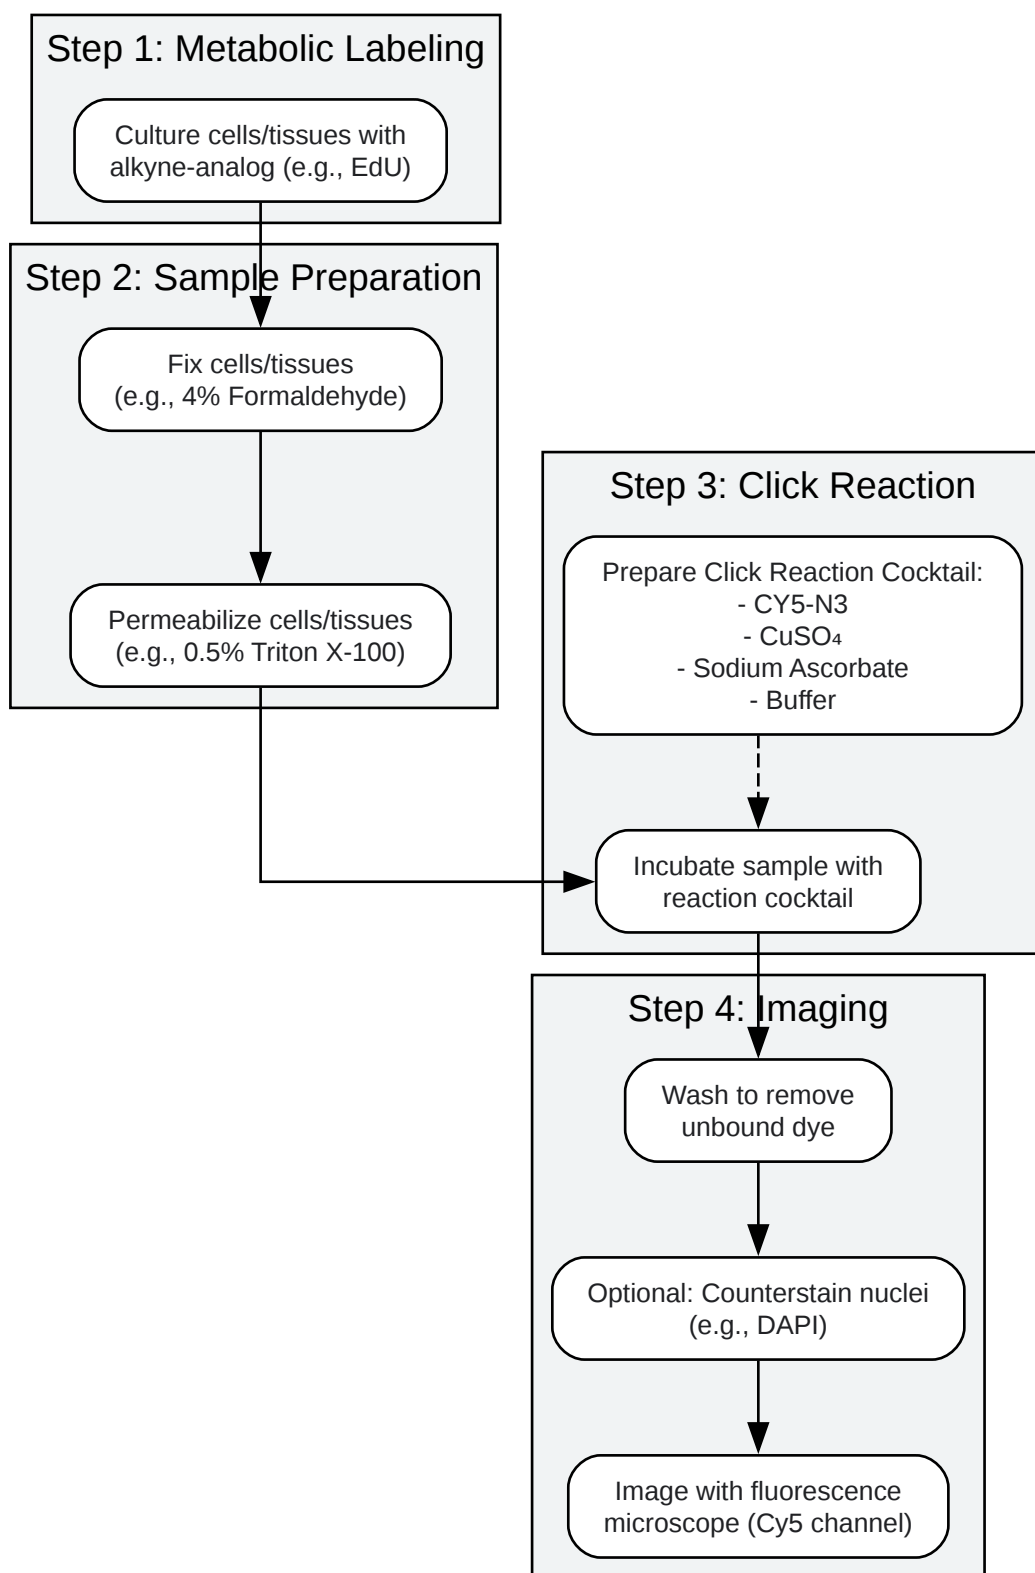 Step 1: Metabolic Labeling
Culture cells/tissues with
alkyne-analog (e.g., EdU)
Step 2: Sample Preparation
Fix cells/tissues
(e.g., 4% Formaldehyde)
Permeabilize cells/tissues
(e.g., 0.5% Triton X-100)
Step 3: Click Reaction
Prepare Click Reaction Cocktail:
- CY5-N3
- CuSO₄
- Sodium Ascorbate
- Buffer
Incubate sample with
reaction cocktail
Step 4: Imaging
Wash to remove
unbound dye
Optional: Counterstain nuclei
(e.g., DAPI)
Image with fluorescence
microscope (Cy5 channel)